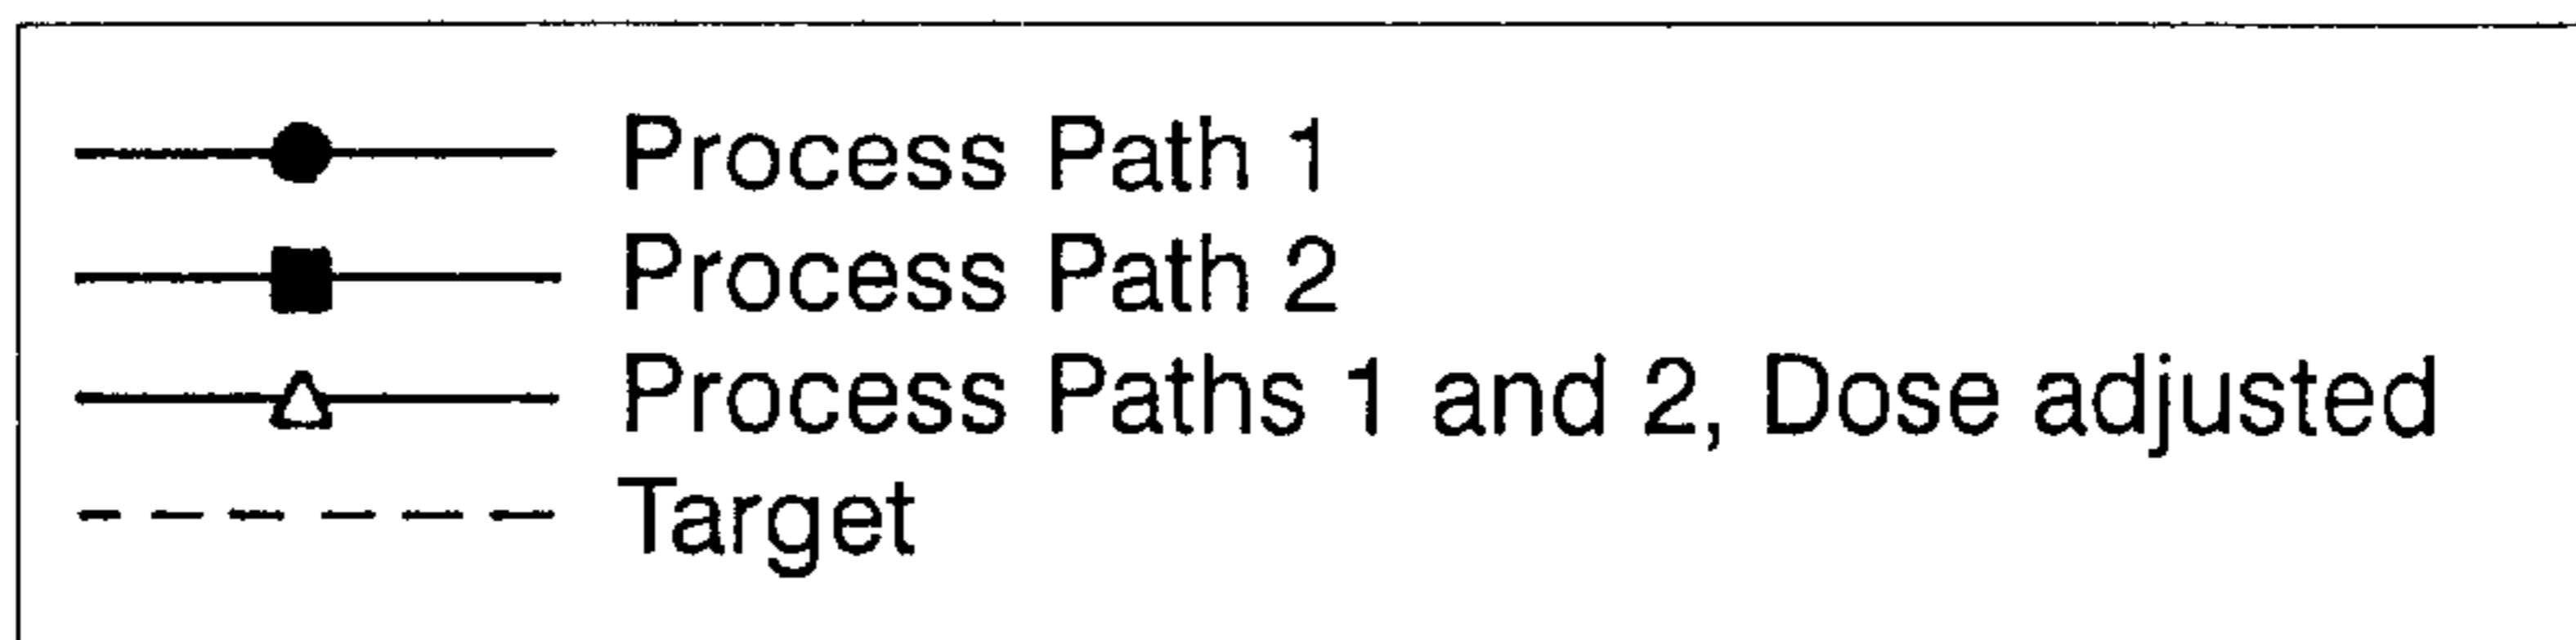 Process Path 1
Process Path 2
Process Paths 1 and 2, Dose adjusted
Target